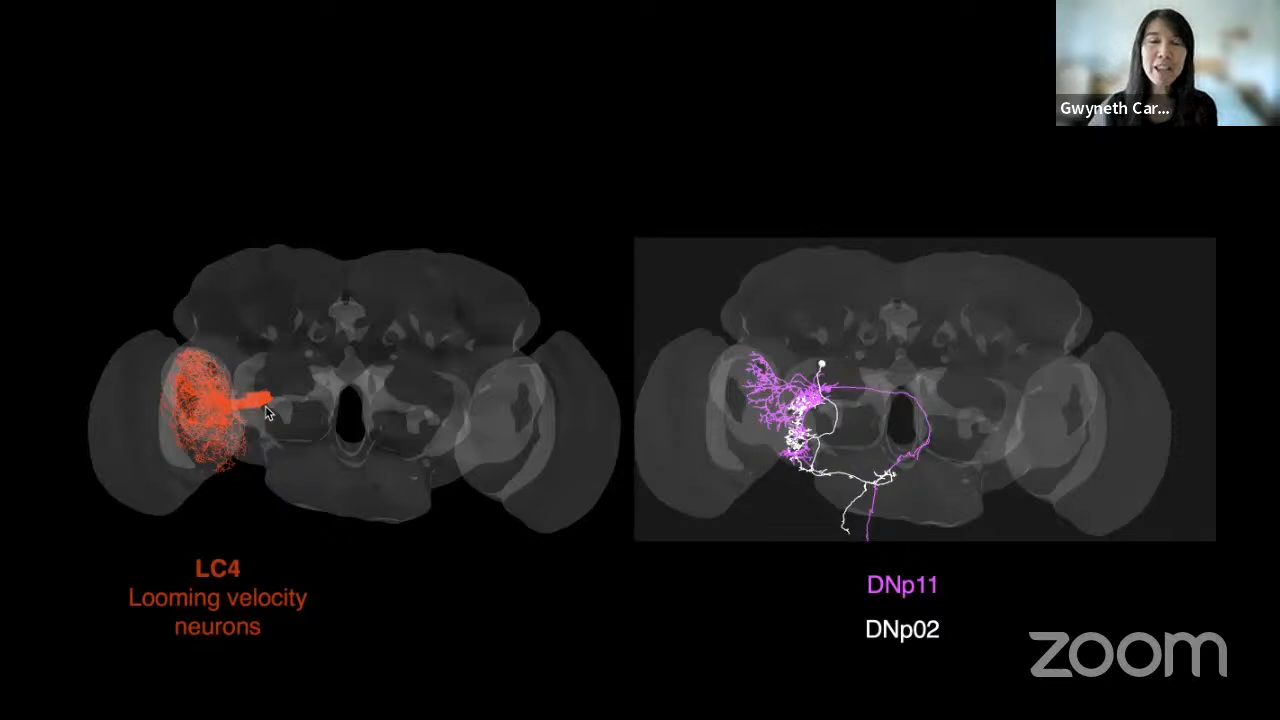 Gwyneth Car...
LC4
Looming velocity
neurons
DNp11
DNp02
zoom